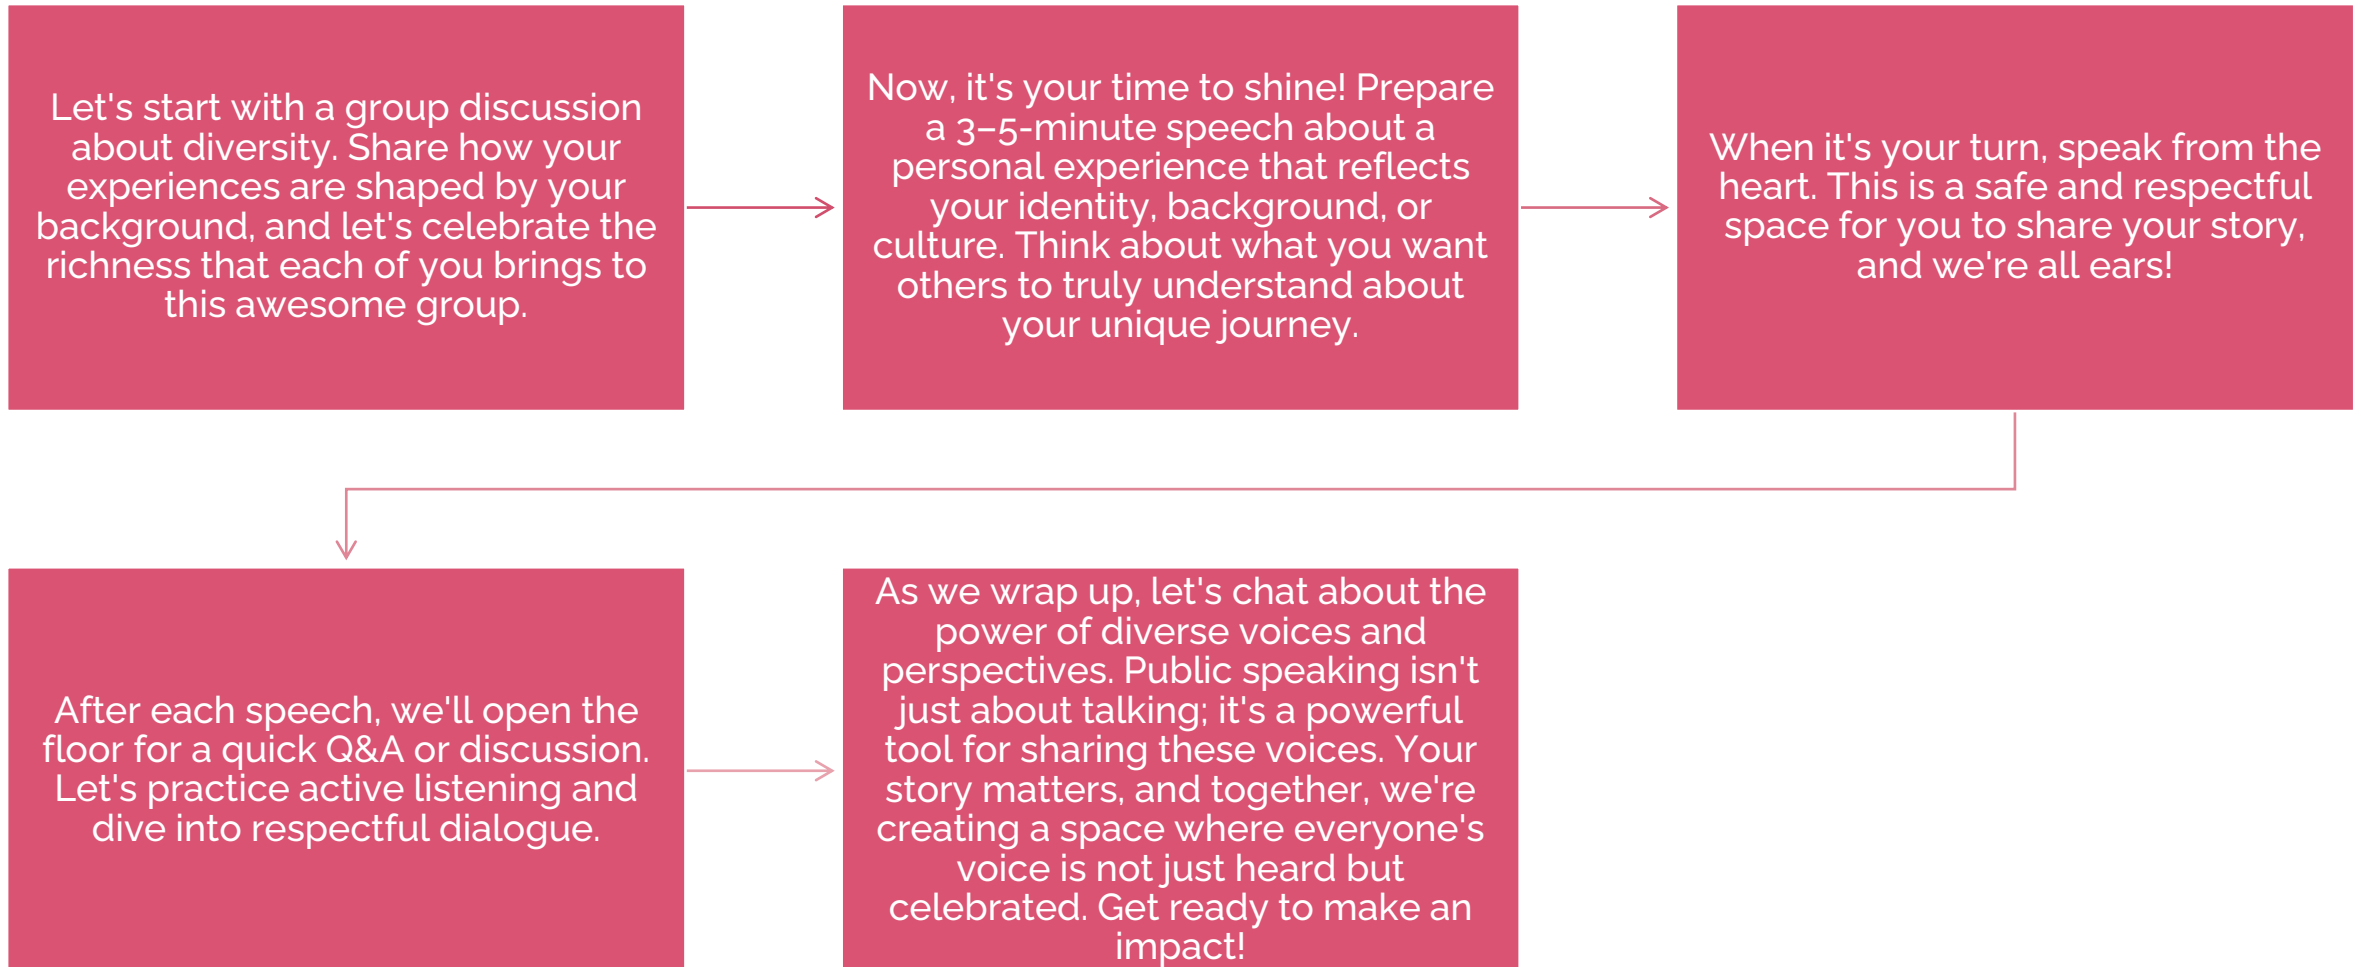 Let's start with a group discussion
about diversity. Share how your
experiences are shaped by your
background, and let's celebrate the
richness that each of you brings to
this awesome group.
Now, it's your time to shine! Prepare
a 3–5-minute speech about a
personal experience that reflects
your identity, background, or
culture. Think about what you want
others to truly understand about
your unique journey.
When it's your turn, speak from the
heart. This is a safe and respectful
space for you to share your story,
and we're all ears!
After each speech, we'll open the
floor for a quick Q&A or discussion.
Let's practice active listening and
dive into respectful dialogue.
As we wrap up, let's chat about the
power of diverse voices and
perspectives. Public speaking isn't
just about talking; it's a powerful
tool for sharing these voices. Your
story matters, and together, we're
creating a space where everyone's
voice is not just heard but
celebrated. Get ready to make an
impact!